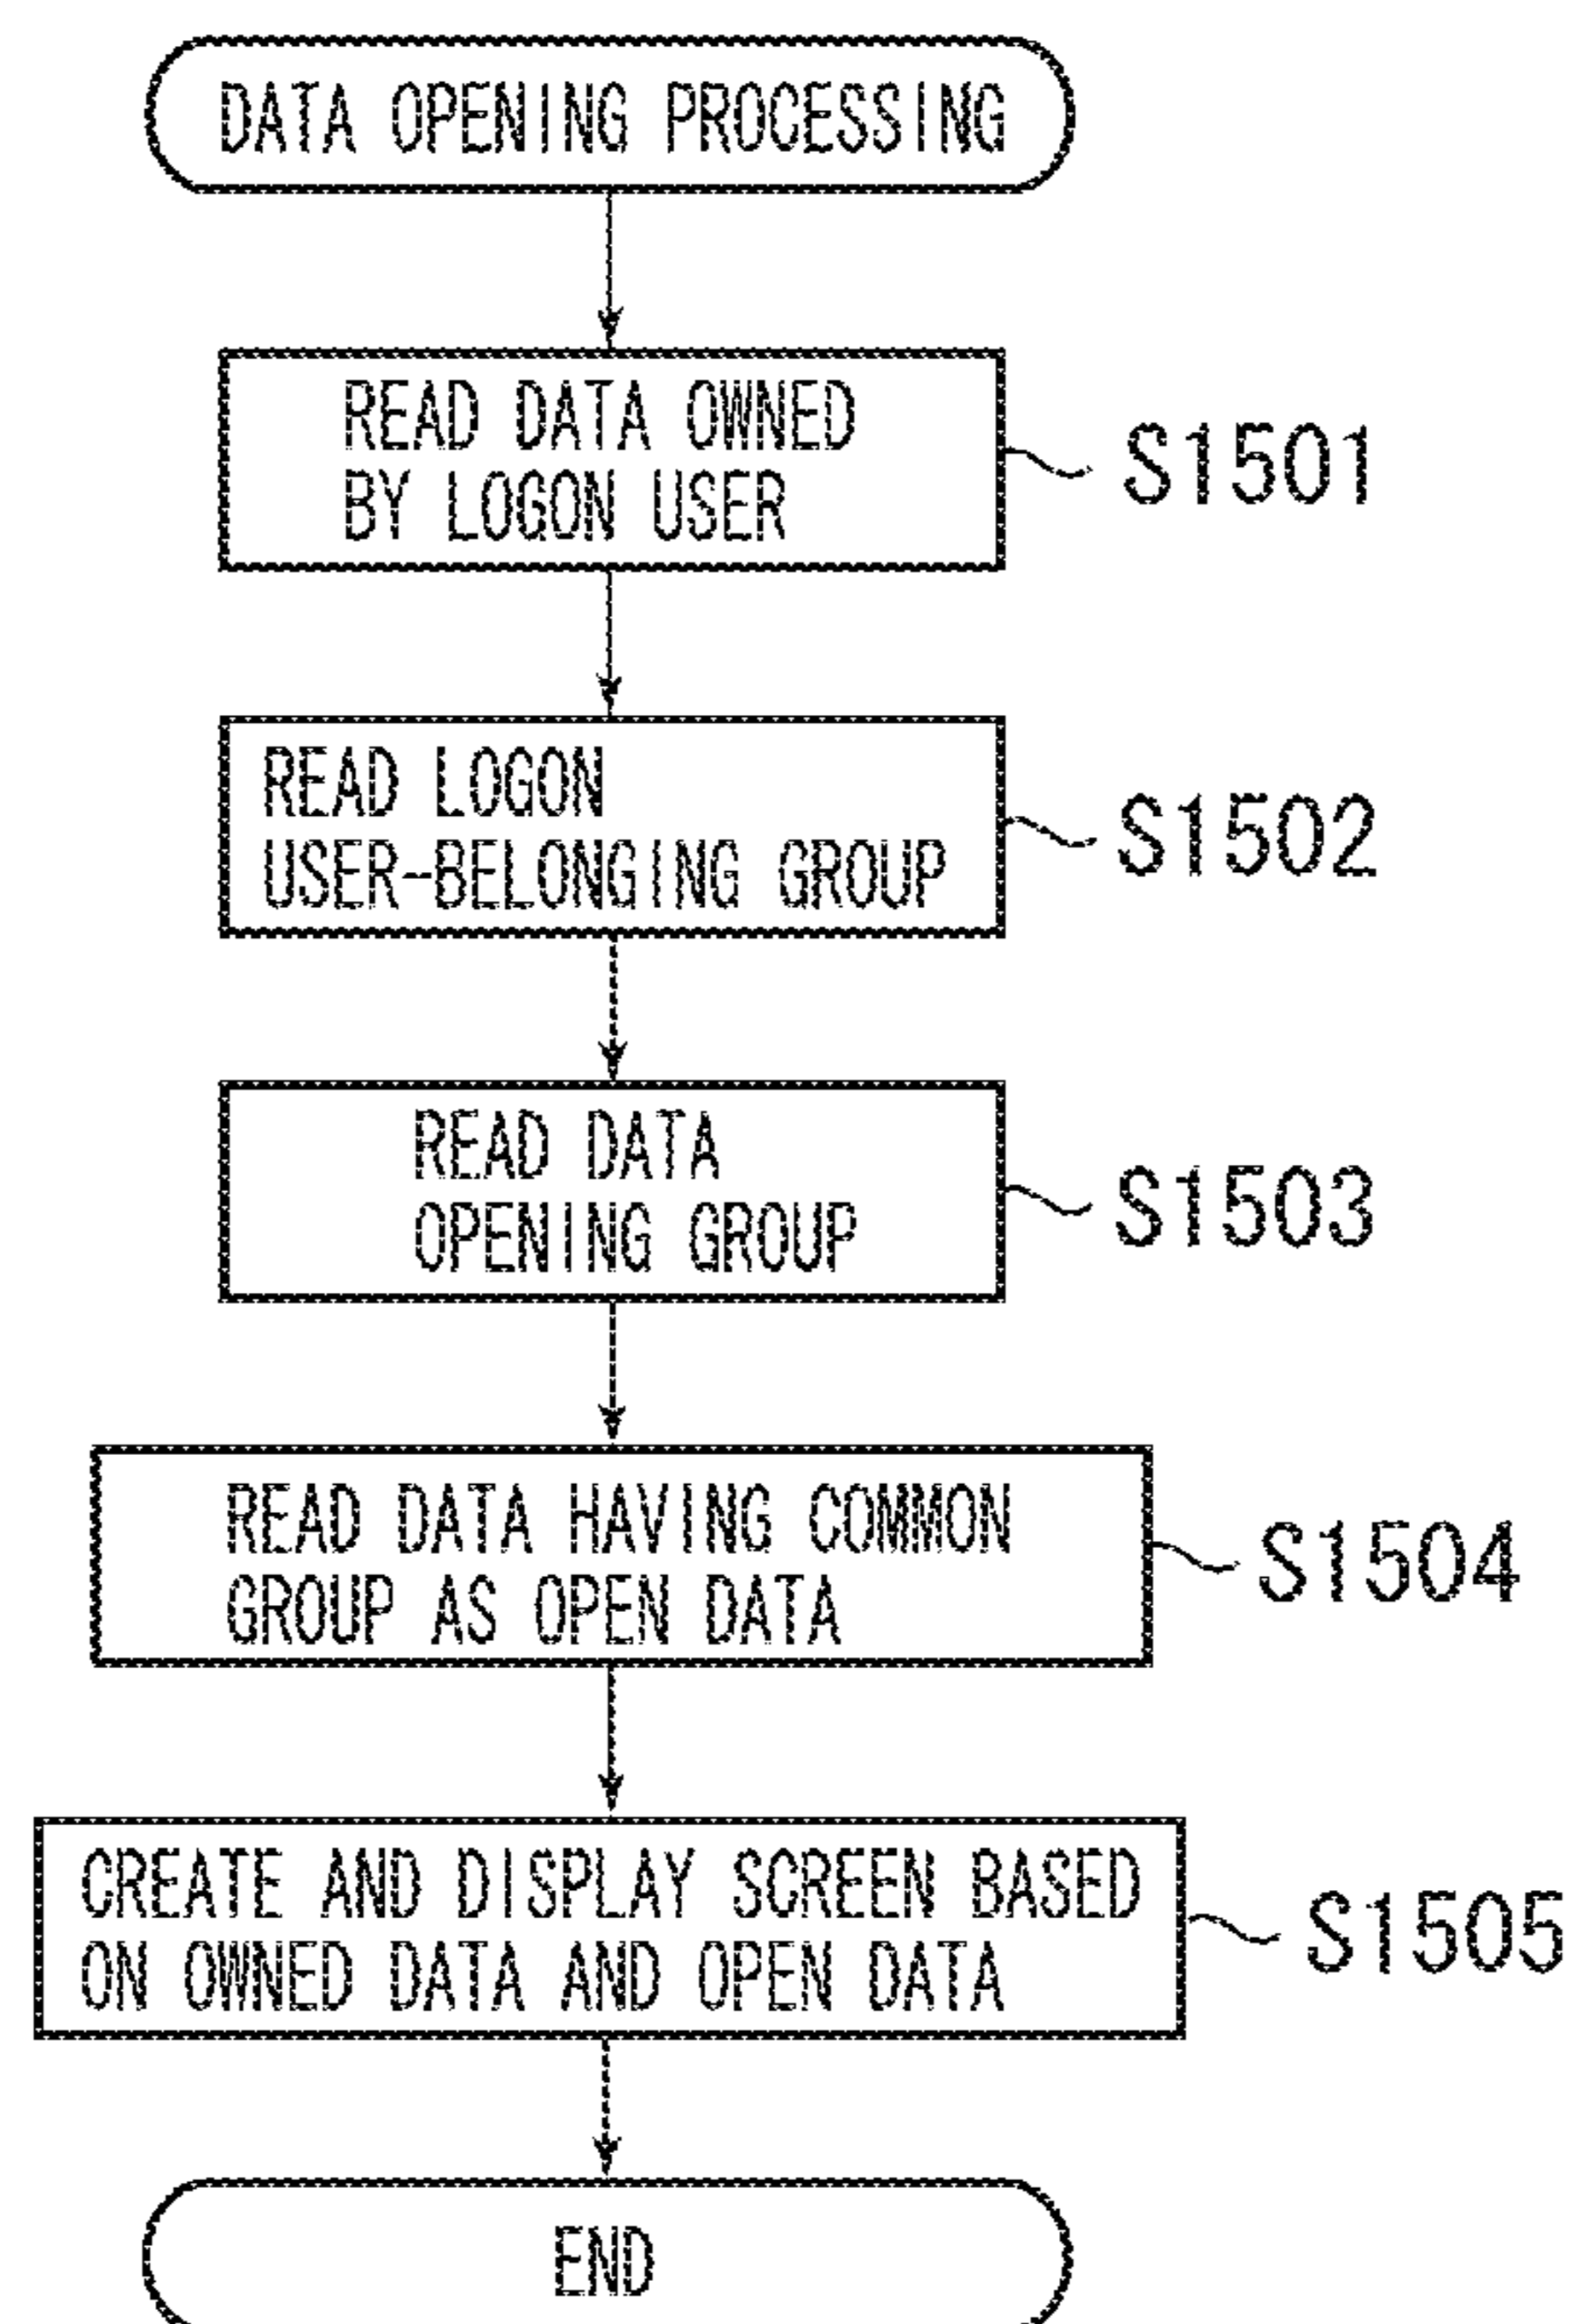 DATA OPENING PROCESSING
READ DATA OWNED
BY LOGON USER
S1501
READ LOGON
USER-BELONGING GROUP
S1502
READ DATA
OPENING GROUP
S1503
READ DATA HAVING COMMON
GROUP AS OPEN DATA
S1504
CREATE AND DISPLAY SCREEN BASED
ON OWNED DATA AND OPEN DATA
S1505
END